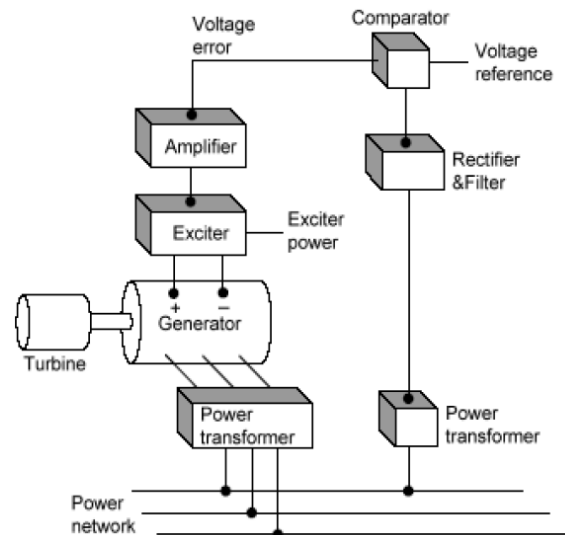 Comparator
Voltage
error
Voltage
reference
Amplifier
Rectifier
&Filter
Exciter
Exciter
power
+ –
Generator
Turbine
Power
transformer
Power
transformer
Power
network